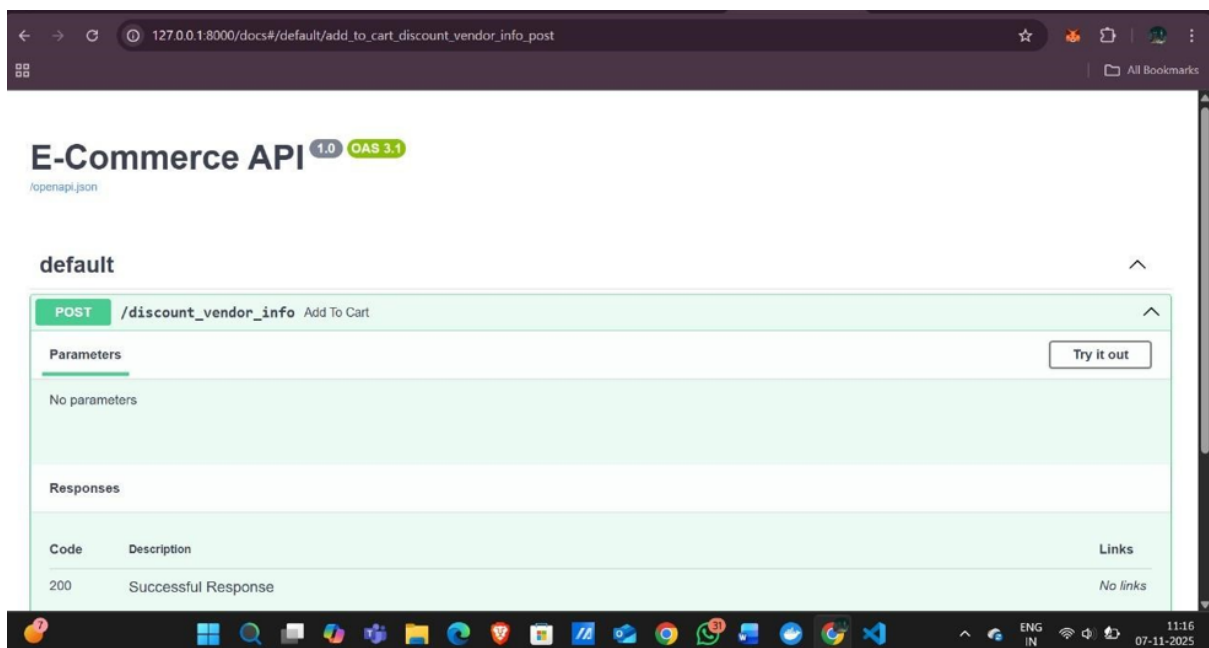 127.0.0.1:8000/docs#/default/add_to_cart_discount_vendor_info_post
All Bookmarks
E-Commerce API 1.0 OAS 3.1
/openapi.json
default
POST /discount_vendor_info Add To Cart
Parameters Try it out
No parameters
Responses
Code Description Links
200 Successful Response No links
7
31
ENG 11:16
IN 07-11-2025